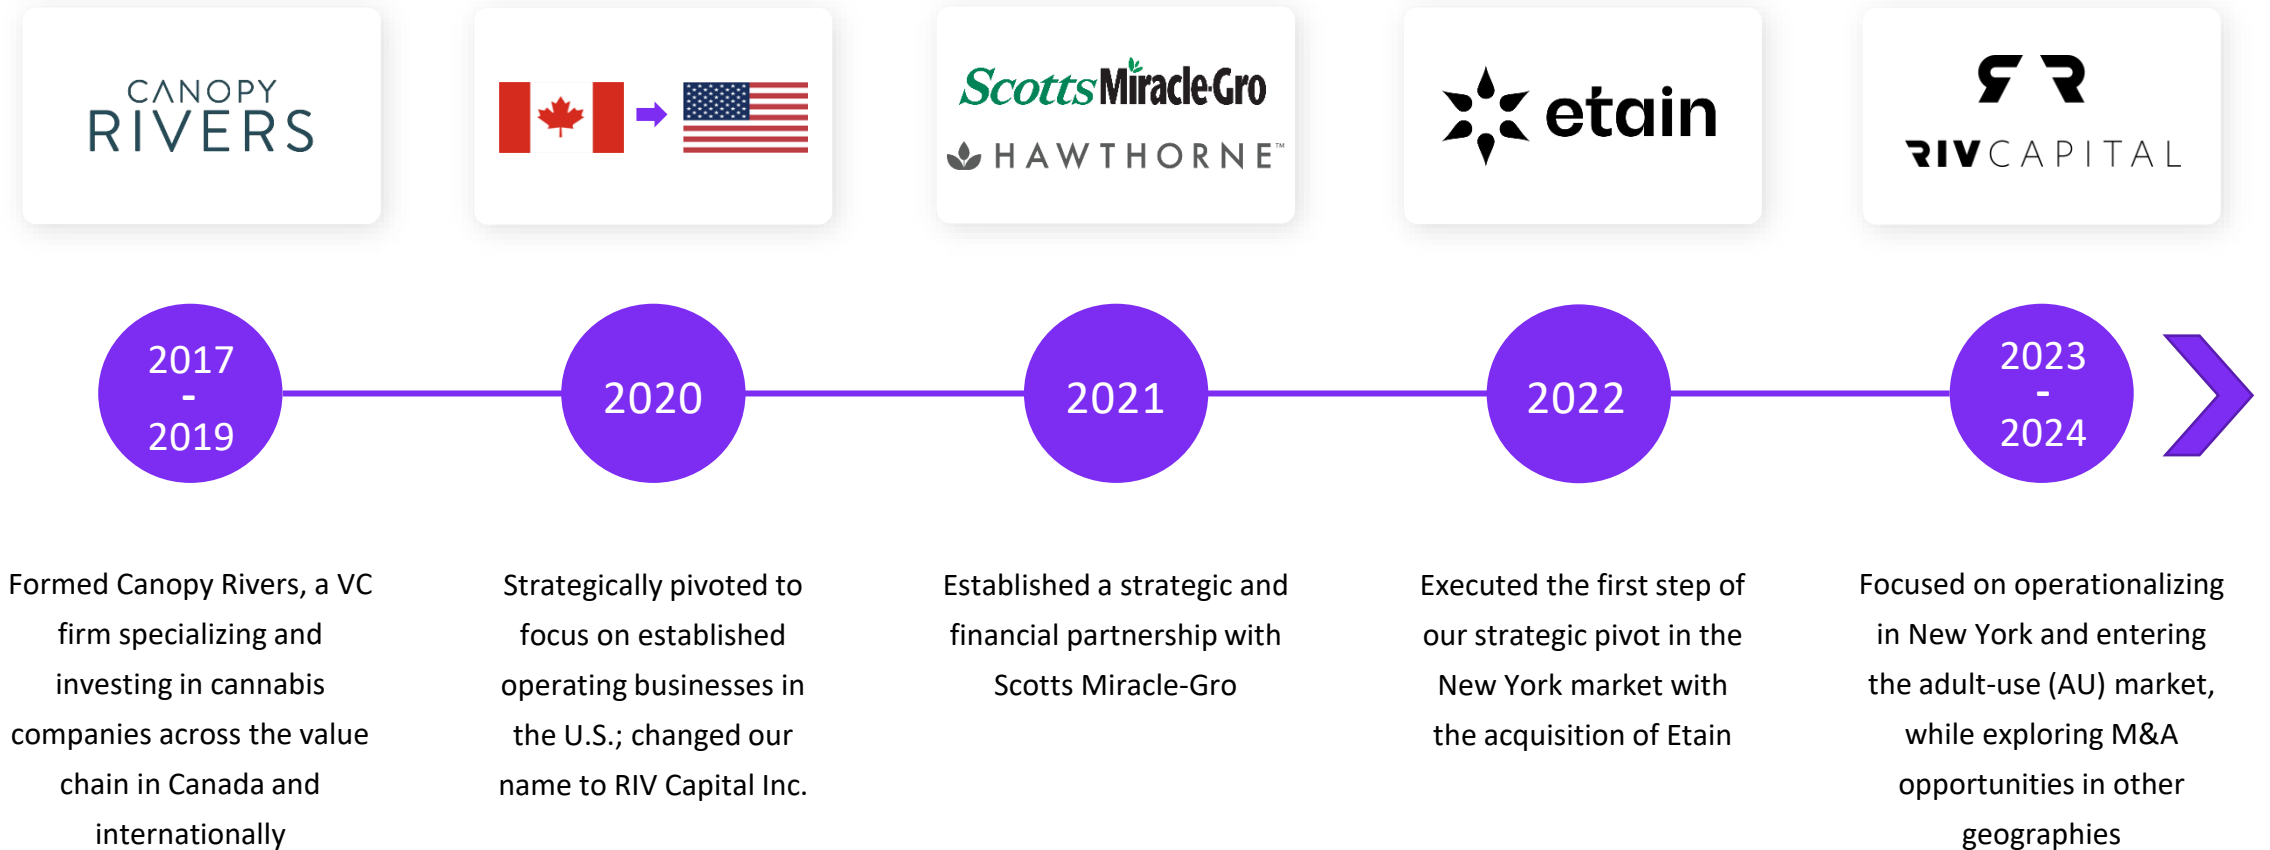 CANOPY
RIVERS
ScottsMiracle-Gro
HAWTHORNE™
etain
RR
RIVCAPITAL
2017
-
2019
2020
2021
2022
2023
-
2024
Formed Canopy Rivers, a VC
firm specializing and
investing in cannabis
companies across the value
chain in Canada and
internationally
Strategically pivoted to
focus on established
operating businesses in
the U.S.; changed our
name to RIV Capital Inc.
Established a strategic and
financial partnership with
Scotts Miracle-Gro
Executed the first step of
our strategic pivot in the
New York market with
the acquisition of Etain
Focused on operationalizing
in New York and entering
the adult-use (AU) market,
while exploring M&A
opportunities in other
geographies